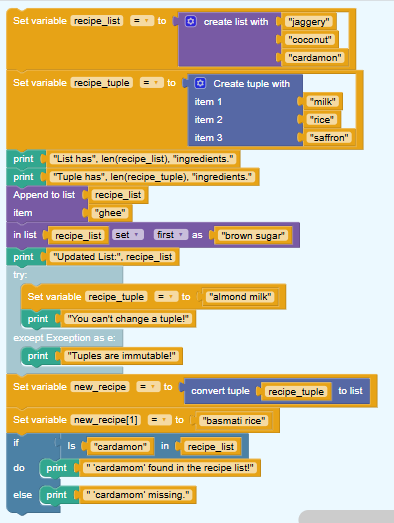 Set variable recipe_list = to create list with "jaggery"
"coconut"
"cardamon"
Set variable recipe_tuple = to Create tuple with
item 1 "milk"
item 2 "rice"
item 3 "saffron"
print "List has", len(recipe_list), "ingredients."
print "Tuple has", len(recipe_tuple), "ingredients."
Append to list recipe_list
item "ghee"
in list recipe_list set first as "brown sugar"
print "Updated List:", recipe_list
try:
Set variable recipe_tuple = to "almond milk"
print "You can't change a tuple!"
except Exception as e:
print "Tuples are immutable!"
Set variable new_recipe = to convert tuple recipe_tuple to list
Set variable new_recipe[1] = to "basmati rice"
if Is "cardamon" in recipe_list
do print " 'cardamom' found in the recipe list!"
else print " 'cardamom' missing."